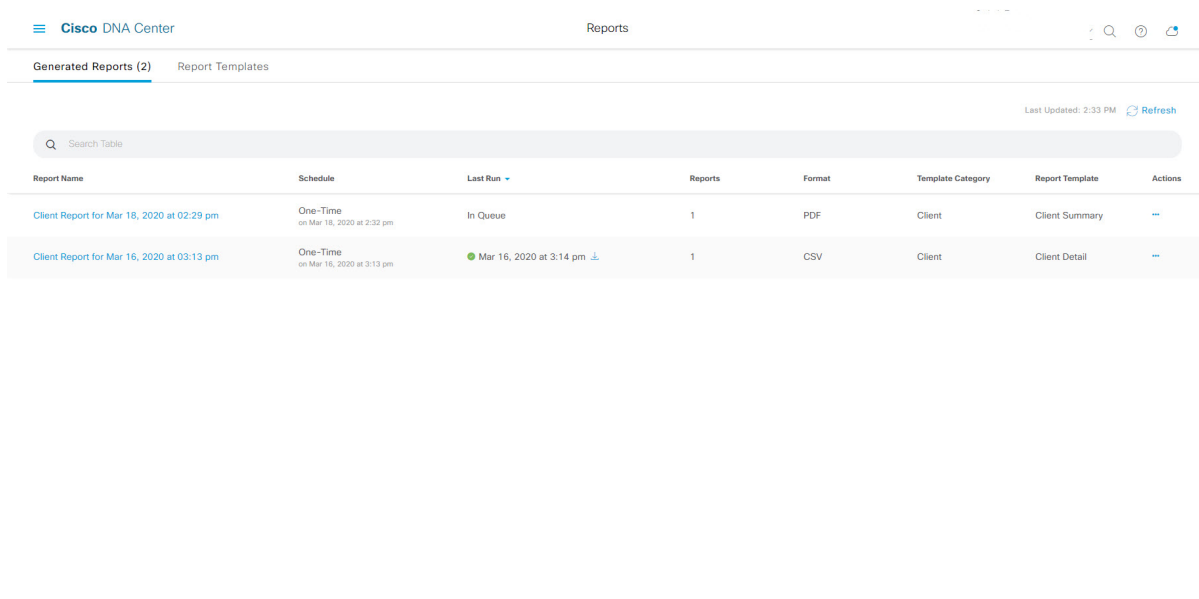 Cisco DNA Center Reports
Generated Reports (2) Report Templates
Last Updated: 2:33 PM Refresh
Search Table
Report Name Schedule Last Run Reports Format Template Category Report Template Actions
Client Report for Mar 18, 2020 at 02:29 pm One-Time In Queue 1 PDF Client Client Summary
on Mar 18, 2020 at 2:32 pm
Client Report for Mar 16, 2020 at 03:13 pm One-Time Mar 16, 2020 at 3:14 pm 1 CSV Client Client Detail
on Mar 16, 2020 at 3:13 pm